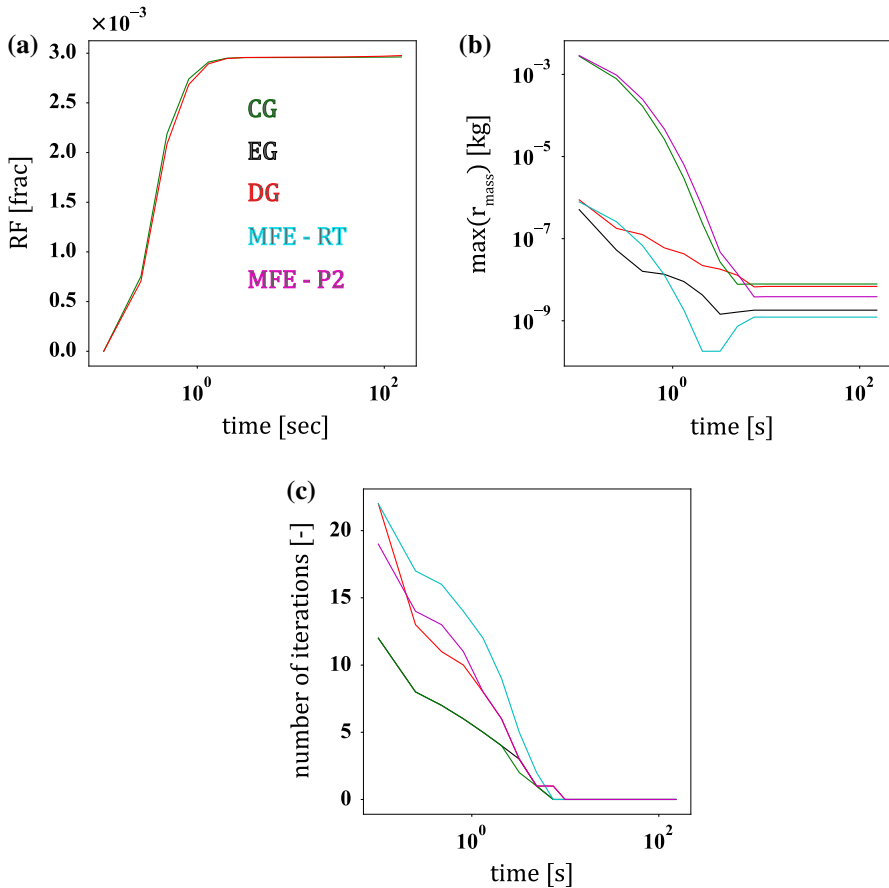 (a)
×10⁻³
3.0
2.5
2.0
1.5
1.0
0.5
0.0
RF [frac]
CG
EG
DG
MFE - RT
MFE - P2
10⁰
10²
time [sec]
(b)
10⁻³
10⁻⁵
10⁻⁷
10⁻⁹
max(r_mass) [kg]
10⁰
10²
time [s]
(c)
20
15
10
5
0
number of iterations [-]
10⁰
10²
time [s]